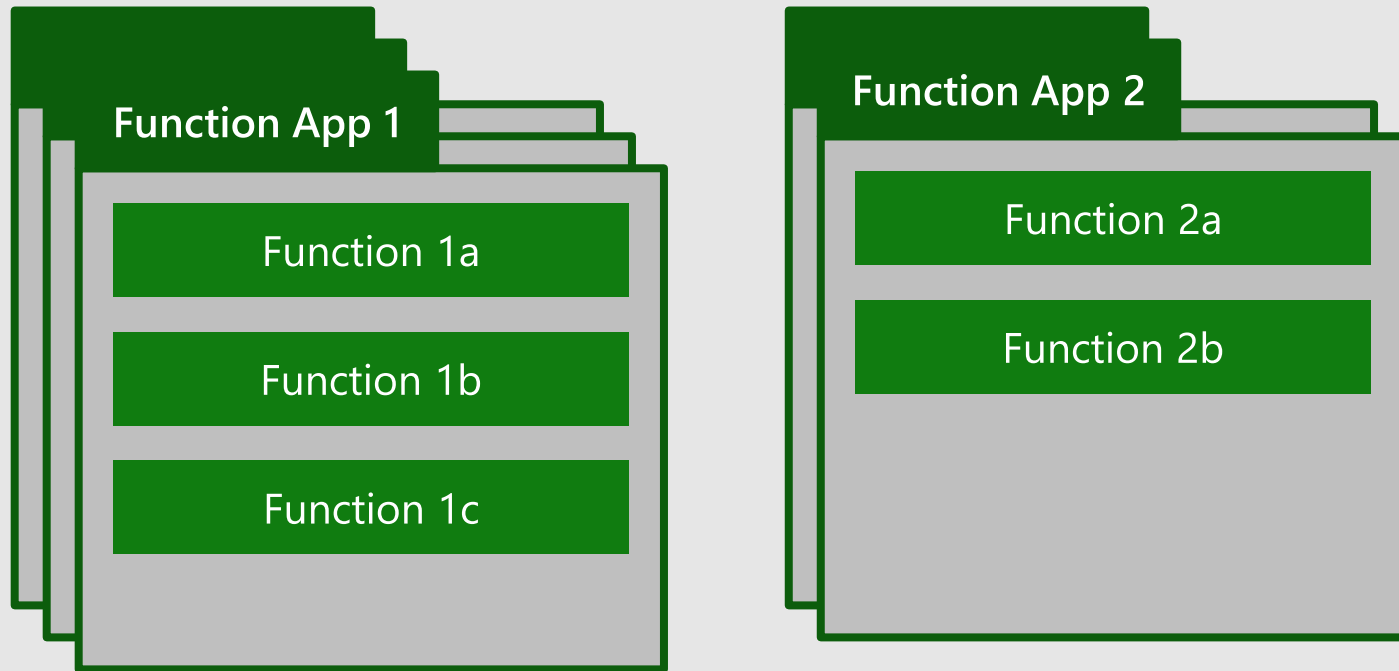 Function App 1
Function 1a
Function 1b
Function 1c
Function App 2
Function 2a
Function 2b